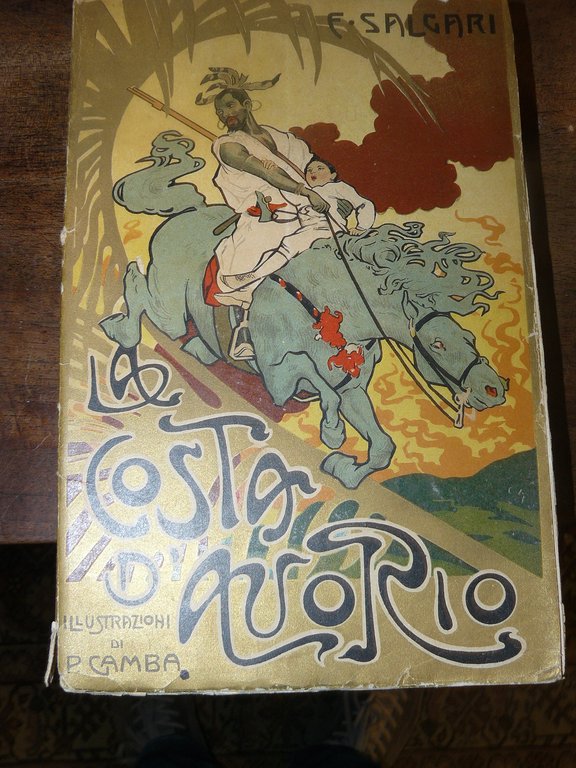 E. SALGARI
LA
COSTA
D'AVORIO
ILLUSTRAZIONI
DI
P. GAMBA.